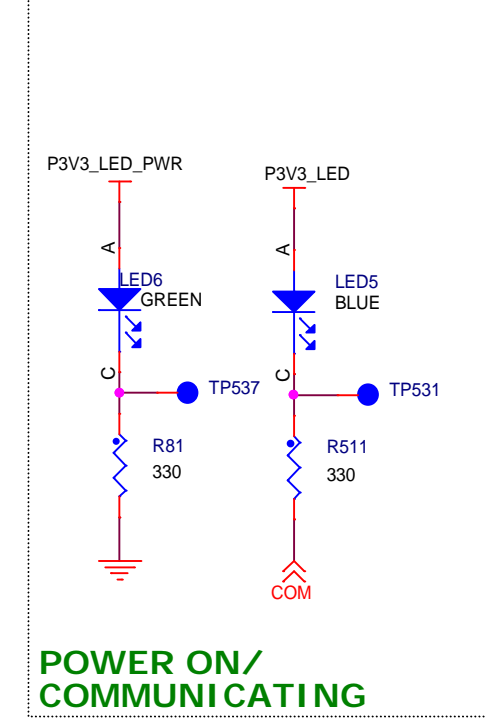 P3V3_LED_PWR
P3V3_LED
A
A
LED6
GREEN
LED5
BLUE
C
C
TP537
TP531
R81
330
R511
330
COM
POWER ON/
COMMUNICATING